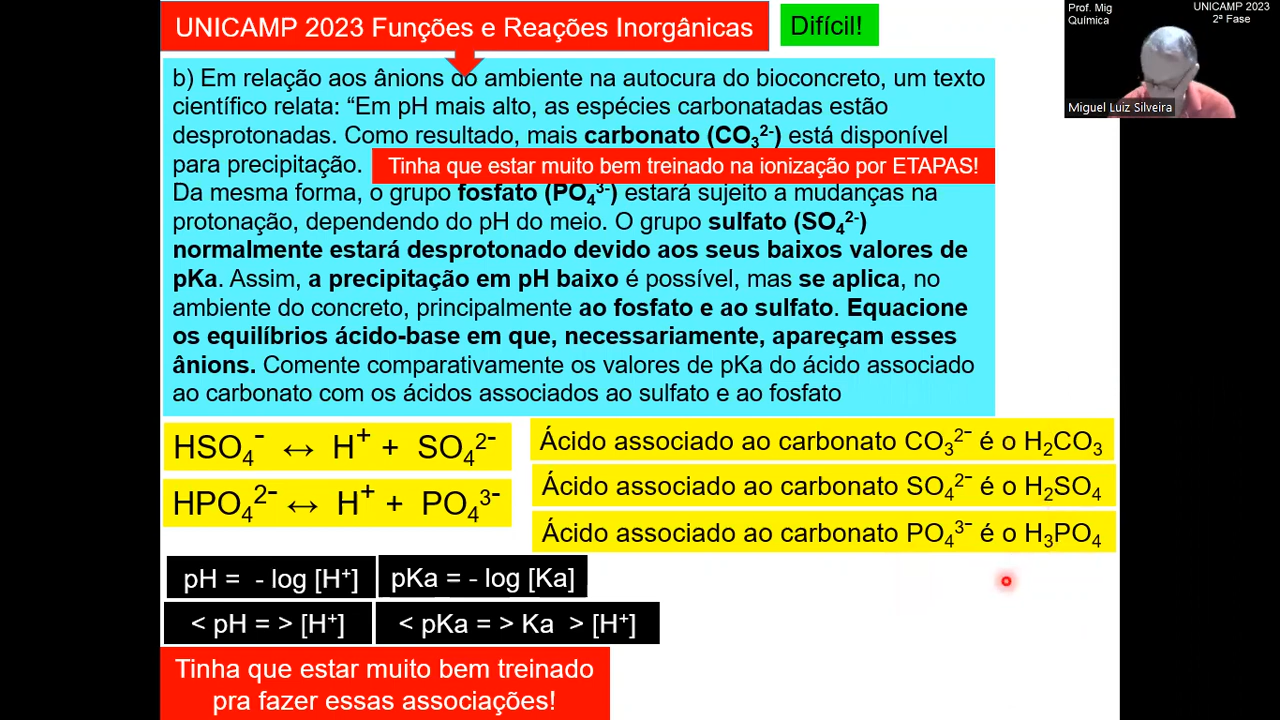 UNICAMP 2023 Funções e Reações Inorgânicas
Difícil!
Prof. Mig
Química
UNICAMP 2023
2ª Fase
Miguel Luiz Silveira
b) Em relação aos ânions do ambiente na autocura do bioconcreto, um texto
científico relata: “Em pH mais alto, as espécies carbonatadas estão
desprotonadas. Como resultado, mais carbonato (CO₃²⁻) está disponível
para precipitação.
Tinha que estar muito bem treinado na ionização por ETAPAS!
Da mesma forma, o grupo fosfato (PO₄³⁻) estará sujeito a mudanças na
protonação, dependendo do pH do meio. O grupo sulfato (SO₄²⁻)
normalmente estará desprotonado devido aos seus baixos valores de
pKa. Assim, a precipitação em pH baixo é possível, mas se aplica, no
ambiente do concreto, principalmente ao fosfato e ao sulfato. Equacione
os equilíbrios ácido-base em que, necessariamente, apareçam esses
ânions. Comente comparativamente os valores de pKa do ácido associado
ao carbonato com os ácidos associados ao sulfato e ao fosfato
HSO₄⁻ ↔ H⁺ + SO₄²⁻
HPO₄²⁻ ↔ H⁺ + PO₄³⁻
Ácido associado ao carbonato CO₃²⁻ é o H₂CO₃
Ácido associado ao carbonato SO₄²⁻ é o H₂SO₄
Ácido associado ao carbonato PO₄³⁻ é o H₃PO₄
pH = - log [H⁺]
pKa = - log [Ka]
< pH = > [H⁺]
< pKa = > Ka > [H⁺]
Tinha que estar muito bem treinado
pra fazer essas associações!